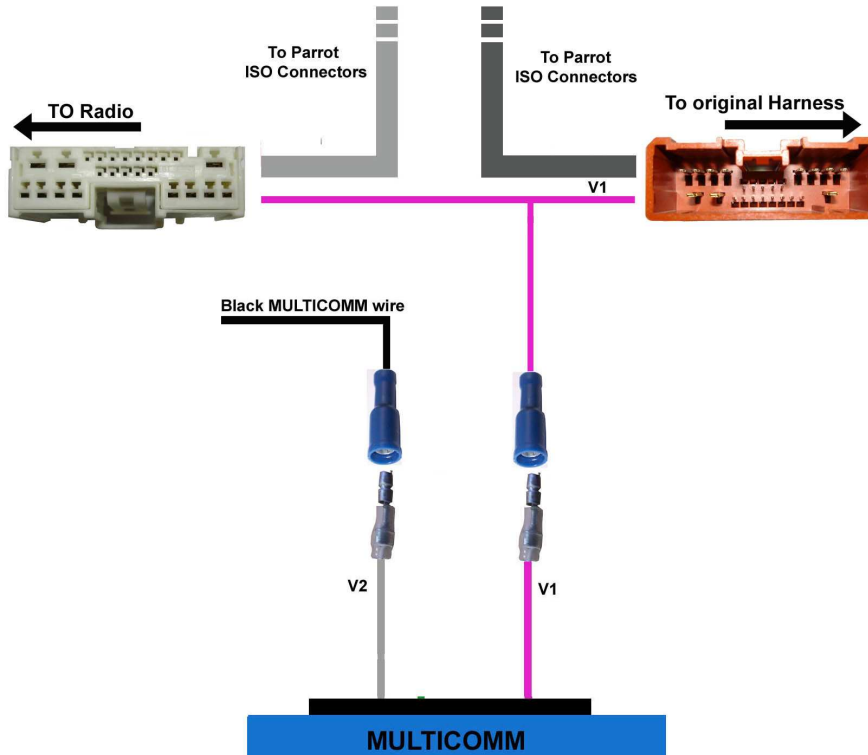 To Parrot
ISO Connectors
To Parrot
ISO Connectors
TO Radio
To original Harness
V1
Black MULTICOMM wire
V2
V1
MULTICOMM